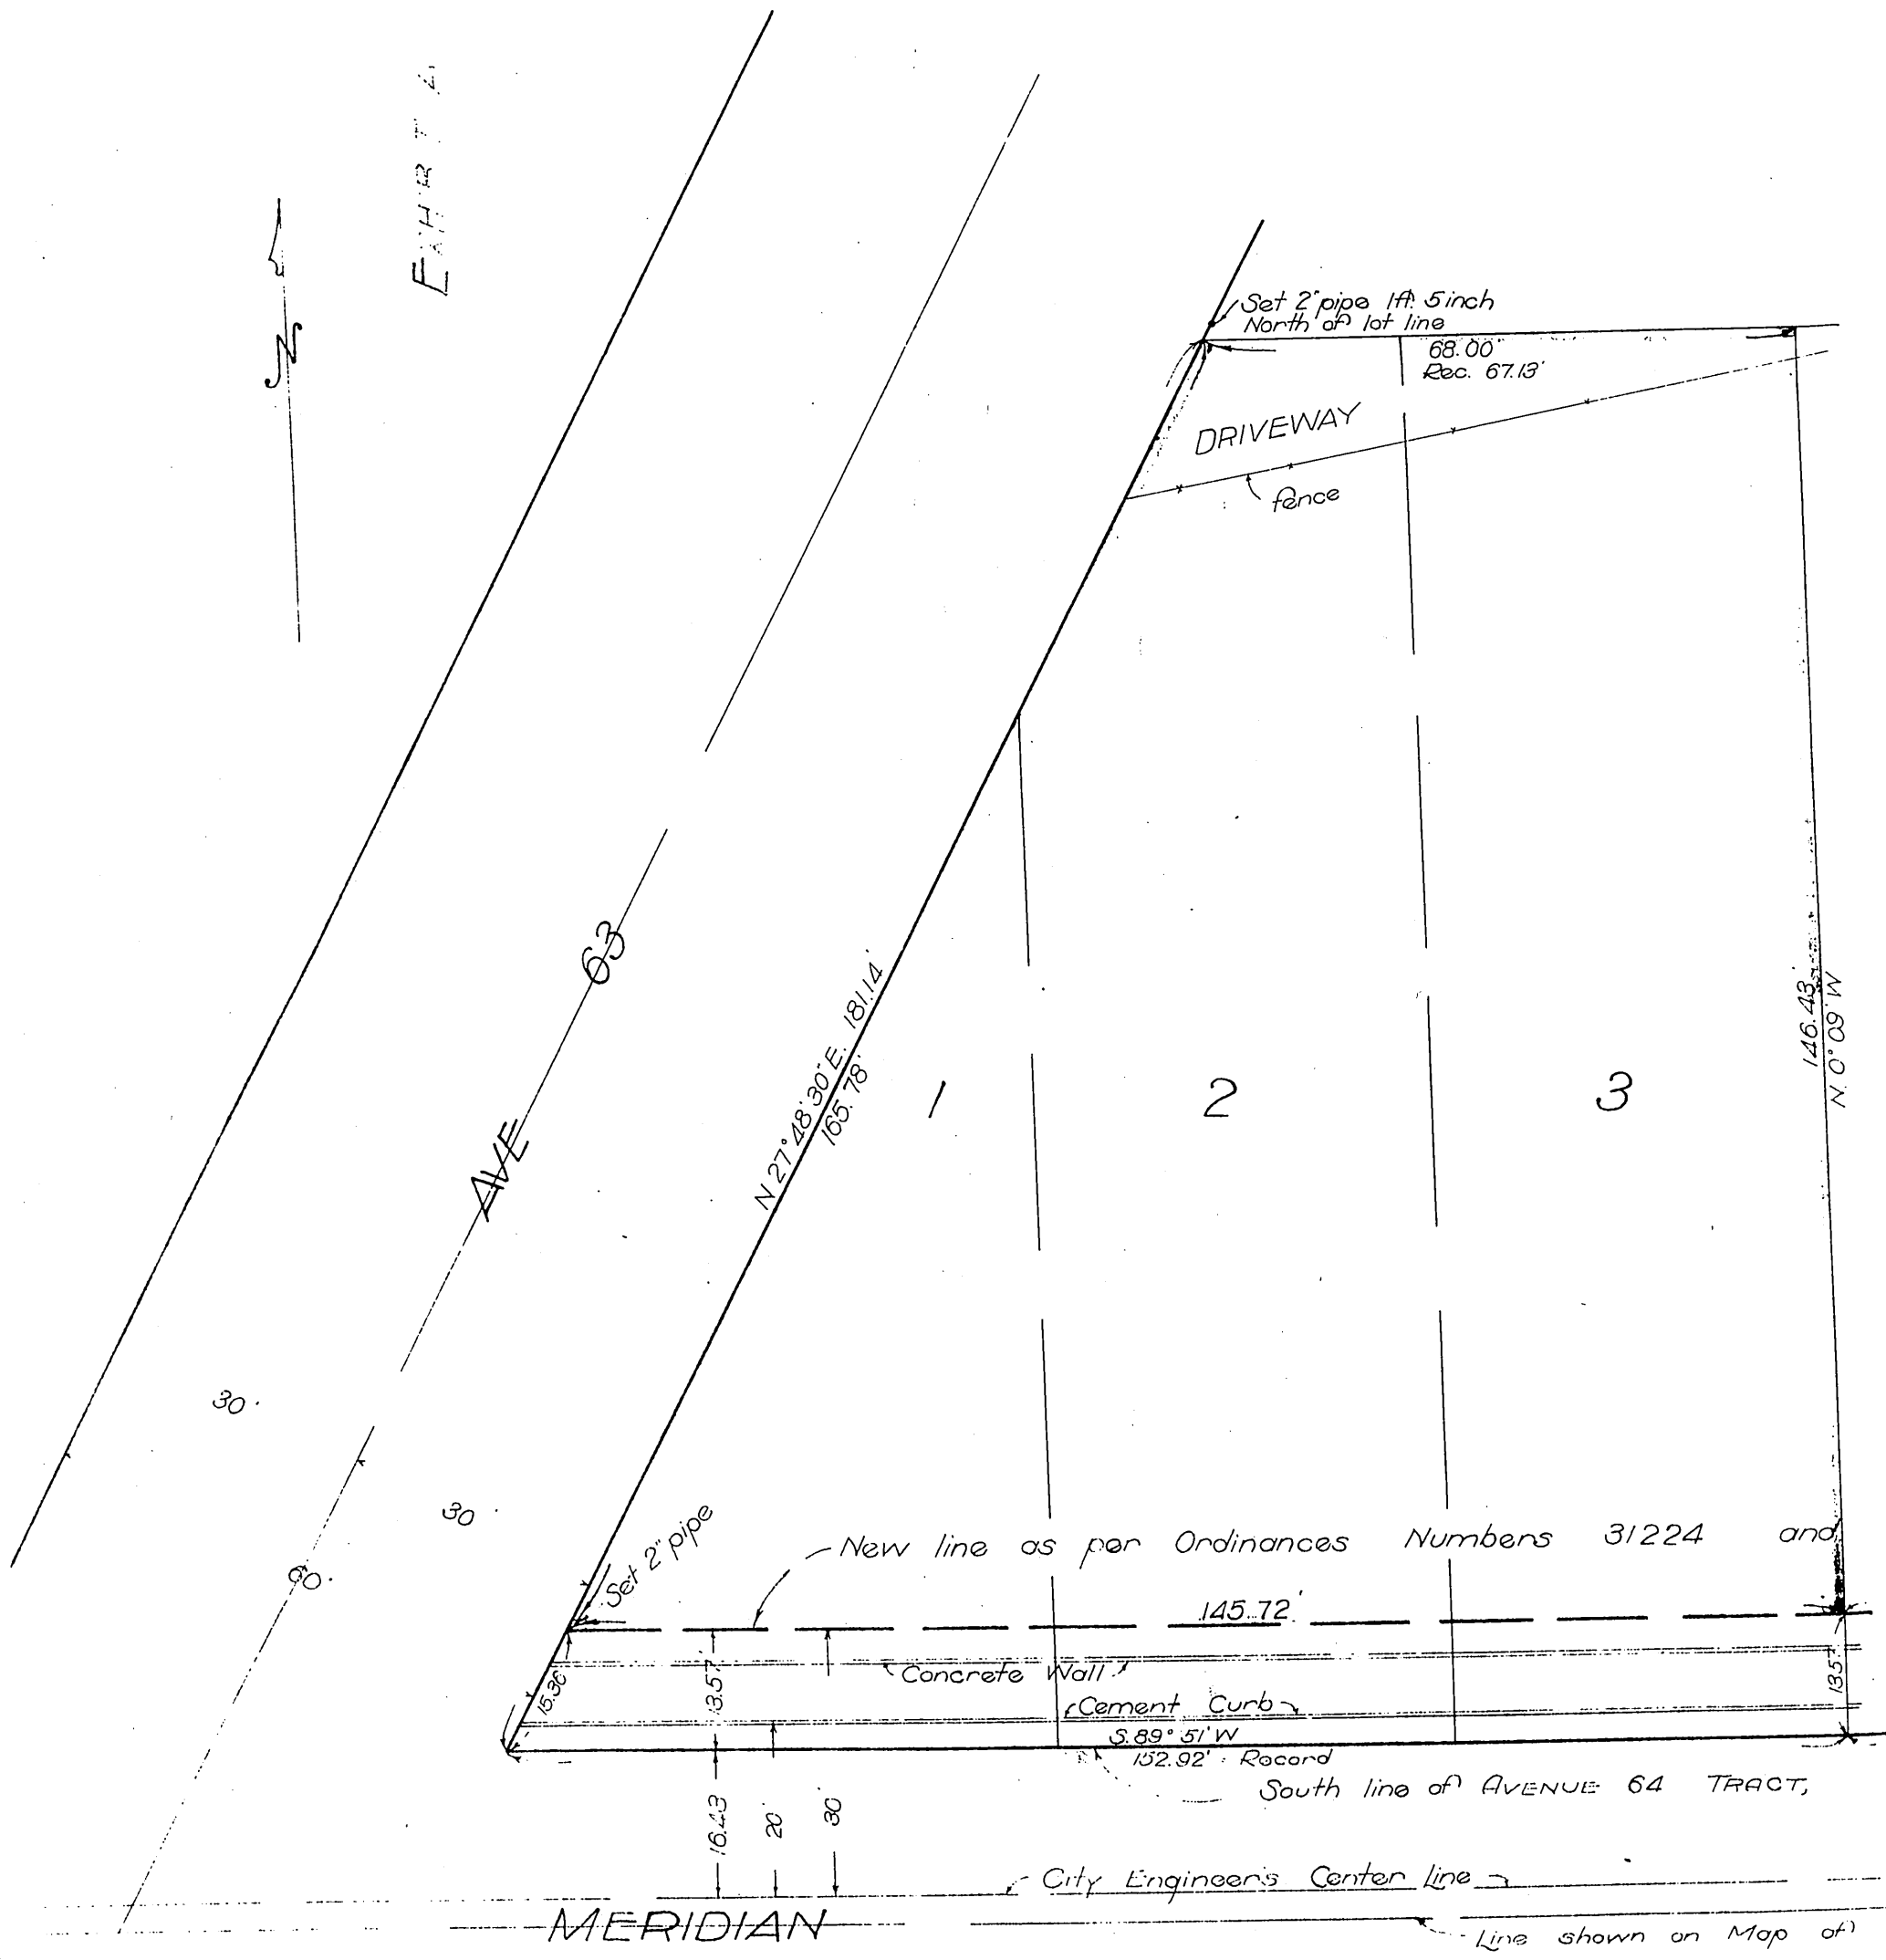 N
Set 2" pipe 1ft. 5inch
North of lot line
68.00'
Rec. 67.13'
DRIVEWAY
fence
AVE 63
N 27° 48' 30" E. 181.14'
165.78'
1
2
3
146.43'
N. 0° 09' W
30'
30'
60'
Set 2" pipe
New line as per Ordinances Numbers 31224 and
145.72'
15.36'
13.57'
Concrete Wall
13.57'
Cement Curb
S. 89° 51' W
152.92' Record
South line of AVENUE 64 TRACT,
16.43
20'
30'
City Engineer's Center Line
MERIDIAN
Line shown on Map of